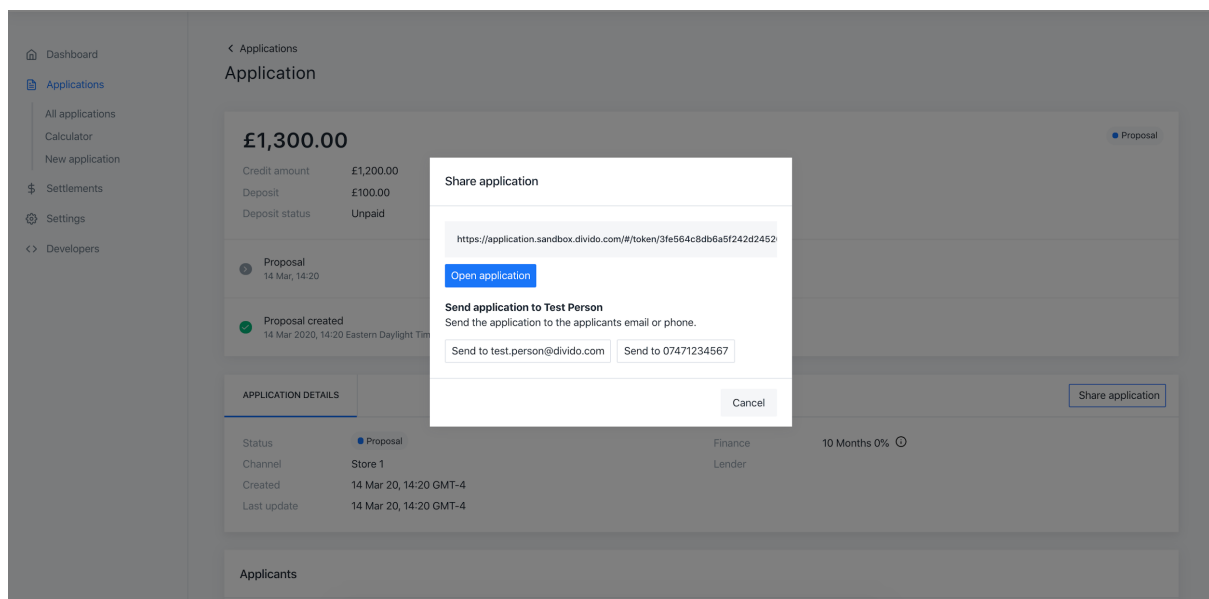 Dashboard
Applications
All applications
Calculator
New application
Settlements
Settings
Developers
Applications
Application
£1,300.00
Proposal
Credit amount £1,200.00
Deposit £100.00
Deposit status Unpaid
Proposal
14 Mar, 14:20
Proposal created
14 Mar 2020, 14:20 Eastern Daylight Tim
Share application
https://application.sandbox.divido.com/#/token/3fe564c8db6a5f242d2452
Open application
Send application to Test Person
Send the application to the applicants email or phone.
Send to test.person@divido.com Send to 07471234567
Cancel
APPLICATION DETAILS
Share application
Status Proposal
Channel Store 1
Created 14 Mar 20, 14:20 GMT-4
Last update 14 Mar 20, 14:20 GMT-4
Finance 10 Months 0%
Lender
Applicants